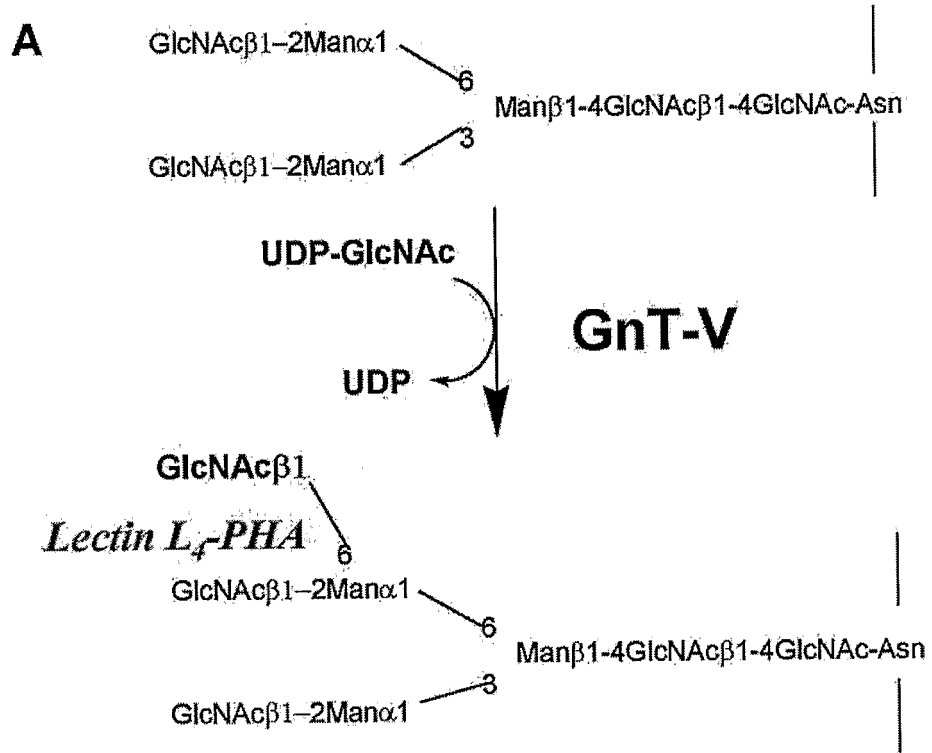 A
GlcNAcβ1–2Manα1
6
Manβ1-4GlcNAcβ1-4GlcNAc-Asn
3
GlcNAcβ1–2Manα1
UDP-GlcNAc
GnT-V
UDP
GlcNAcβ1
Lectin L4-PHA
6
GlcNAcβ1–2Manα1
6
Manβ1-4GlcNAcβ1-4GlcNAc-Asn
3
GlcNAcβ1–2Manα1